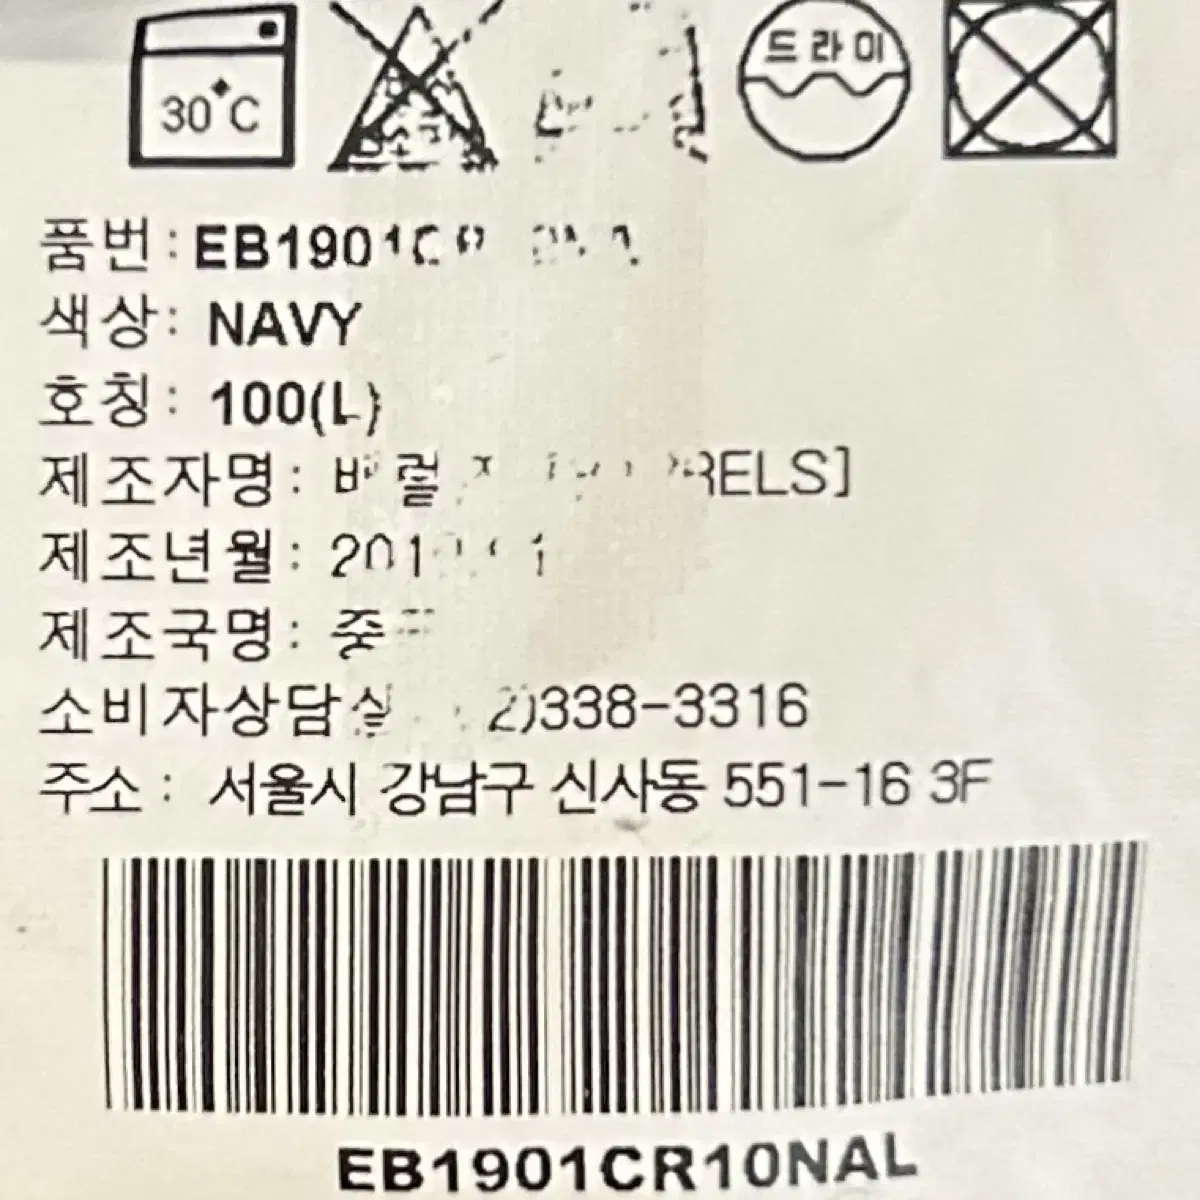 30°C 드라이
품번: EB1901CR
색상: NAVY
호칭: 100(L)
제조자명:
제조년월:
제조국명:
소비자상담실 2)338-3316
주소: 서울시 강남구 신사동 551-16 3F
EB1901CR10NAL